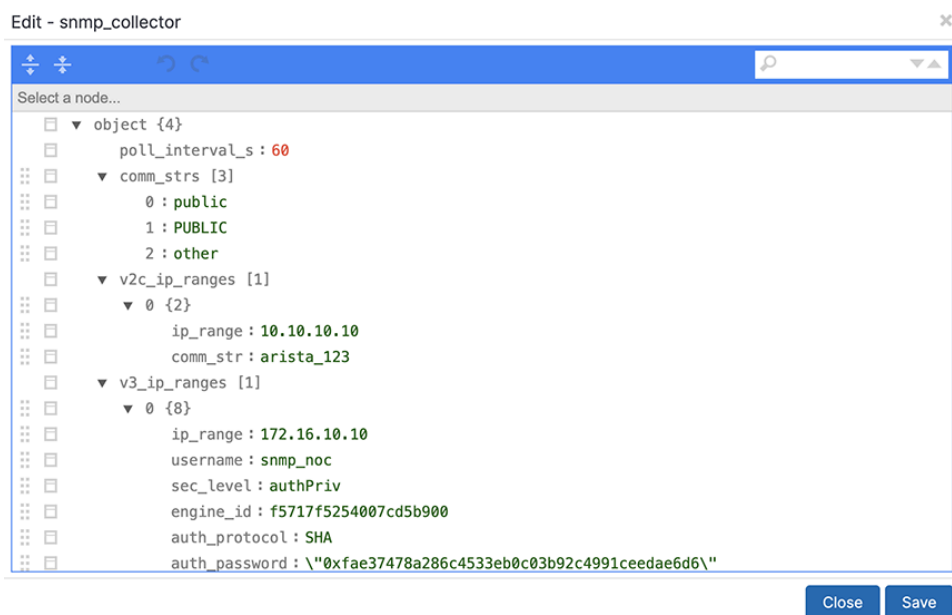 Edit - snmp_collector
Select a node...
object {4}
poll_interval_s : 60
comm_strs [3]
0 : public
1 : PUBLIC
2 : other
v2c_ip_ranges [1]
0 {2}
ip_range : 10.10.10.10
comm_str : arista_123
v3_ip_ranges [1]
0 {8}
ip_range : 172.16.10.10
username : snmp_noc
sec_level : authPriv
engine_id : f5717f5254007cd5b900
auth_protocol : SHA
auth_password : \"0xfae37478a286c4533eb0c03b92c4991ceedae6d6\"
Close Save